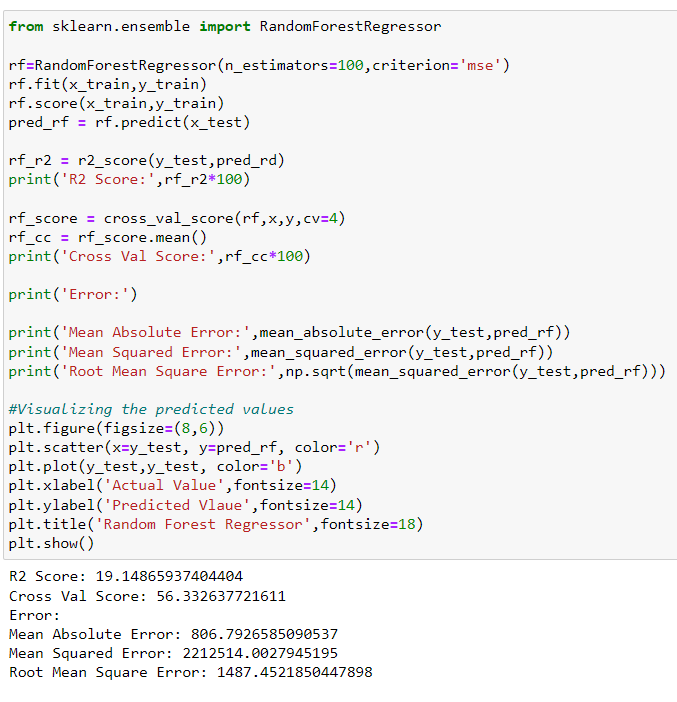 from sklearn.ensemble import RandomForestRegressor
rf=RandomForestRegressor(n_estimators=100,criterion='mse')
rf.fit(x_train,y_train)
rf.score(x_train,y_train)
pred_rf = rf.predict(x_test)
rf_r2 = r2_score(y_test,pred_rd)
print('R2 Score:',rf_r2*100)
rf_score = cross_val_score(rf,x,y,cv=4)
rf_cc = rf_score.mean()
print('Cross Val Score:',rf_cc*100)
print('Error:')
print('Mean Absolute Error:',mean_absolute_error(y_test,pred_rf))
print('Mean Squared Error:',mean_squared_error(y_test,pred_rf))
print('Root Mean Square Error:',np.sqrt(mean_squared_error(y_test,pred_rf)))
#Visualizing the predicted values
plt.figure(figsize=(8,6))
plt.scatter(x=y_test, y=pred_rf, color='r')
plt.plot(y_test,y_test, color='b')
plt.xlabel('Actual Value',fontsize=14)
plt.ylabel('Predicted Vlaue',fontsize=14)
plt.title('Random Forest Regressor',fontsize=18)
plt.show()
R2 Score: 19.14865937404404
Cross Val Score: 56.332637721611
Error:
Mean Absolute Error: 806.7926585090537
Mean Squared Error: 2212514.0027945195
Root Mean Square Error: 1487.4521850447898